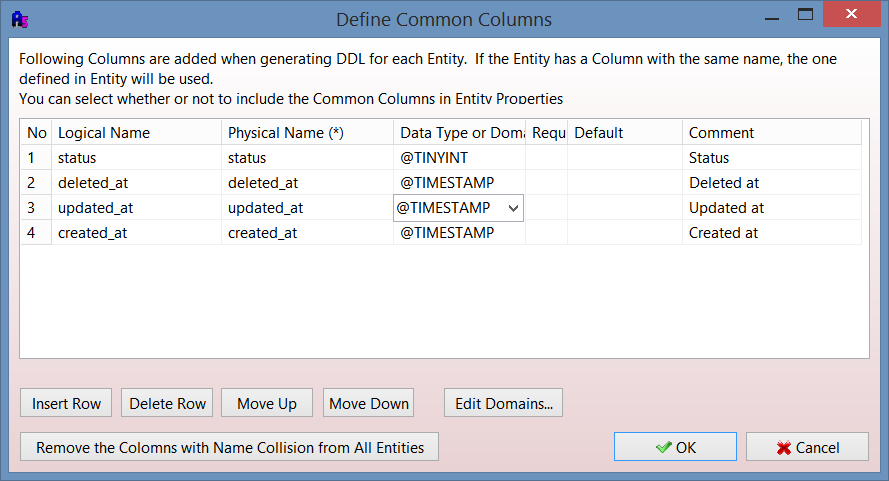 Define Common Columns
Following Columns are added when generating DDL for each Entity.  If the Entity has a Column with the same name, the one
defined in Entity will be used.
You can select whether or not to include the Common Columns in Entity Properties
No Logical Name Physical Name (*) Data Type or Doma Requ Default Comment
1 status status @TINYINT Status
2 deleted_at deleted_at @TIMESTAMP Deleted at
3 updated_at updated_at @TIMESTAMP Updated at
4 created_at created_at @TIMESTAMP Created at
Insert Row Delete Row Move Up Move Down Edit Domains...
Remove the Colomns with Name Collision from All Entities OK Cancel